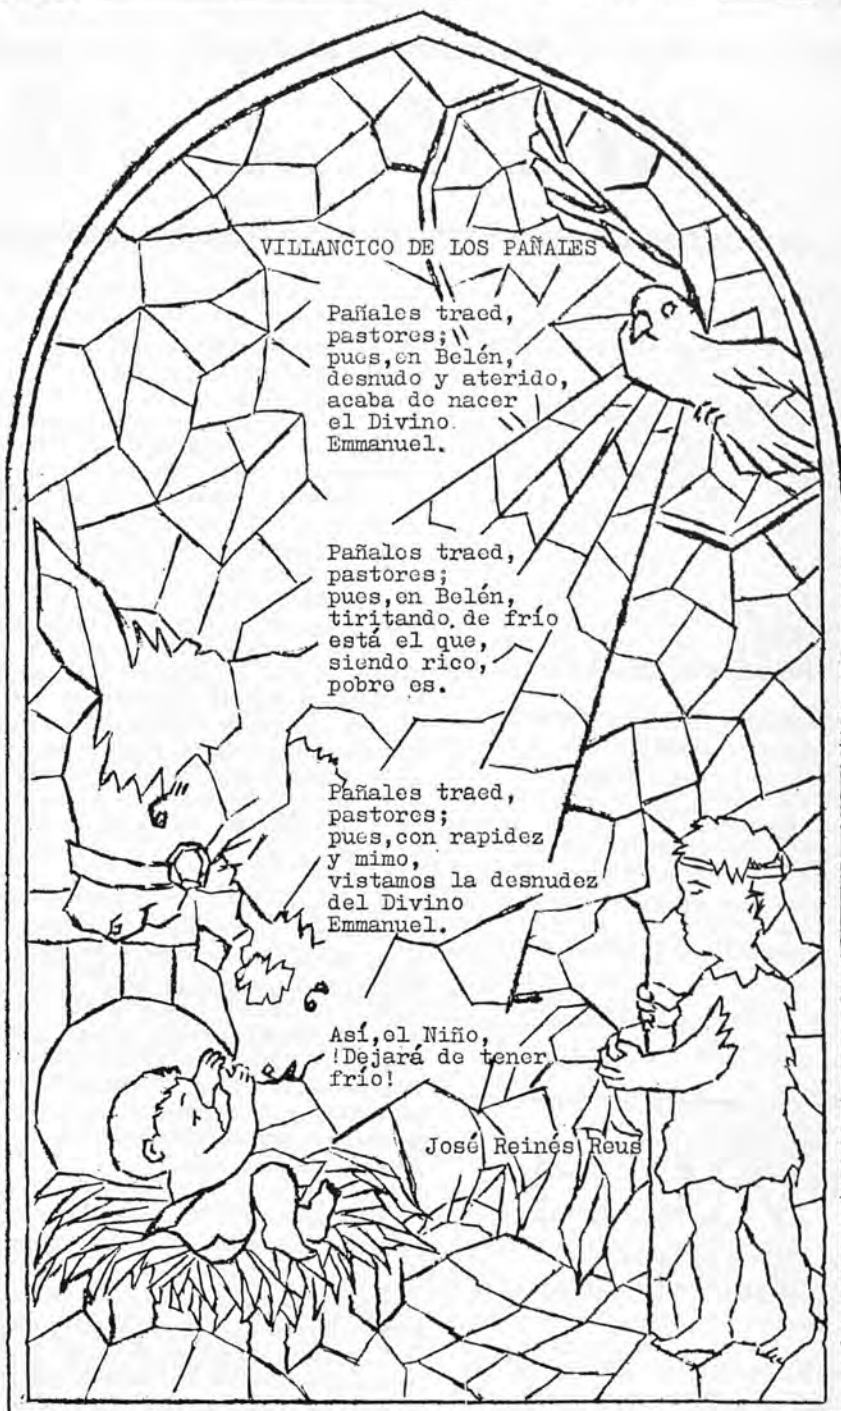 VILLANCICO DE LOS PAÑALES
Pañales traed,
pastores;
pues,en Belén,
desnudo y aterido,
acaba de nacer
el Divino
Emmanuel.
Pañales traed,
pastores;
pues,en Belén,
tiritando de frío
está el que,
siendo rico,
pobre es.
Pañales traed,
pastores;
pues,con rapidez
y mimo,
vistamos la desnudez
del Divino
Emmanuel.
Así,el Niño,
!Dejará de tener
frío!
José Reinés Reus